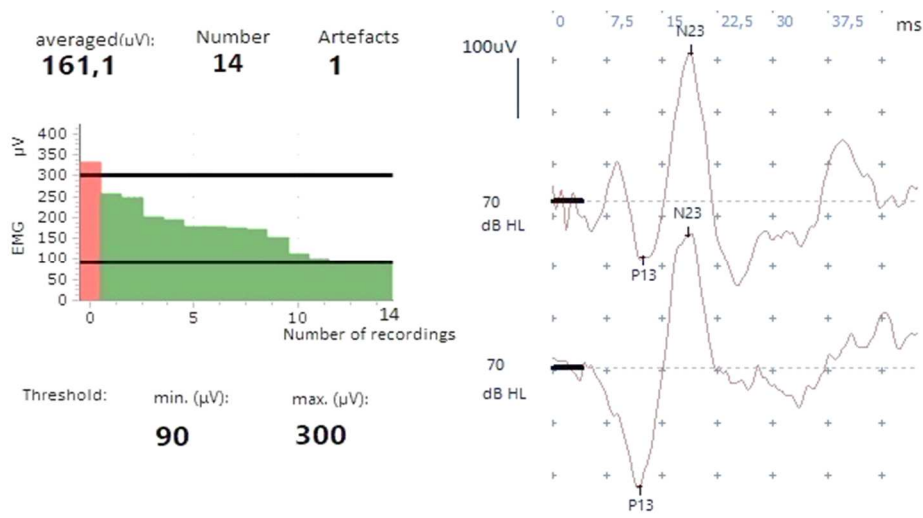 averaged(uV): Number Artefacts
161,1 14 1
µV
EMG
400
350
300
250
200
150
100
50
0
0 5 10 14
Number of recordings
Threshold: min. (µV): max. (µV):
90 300
0 7,5 15 22,5 30 37,5 ms
100uV
N23
70
dB HL
P13
N23
70
dB HL
P13